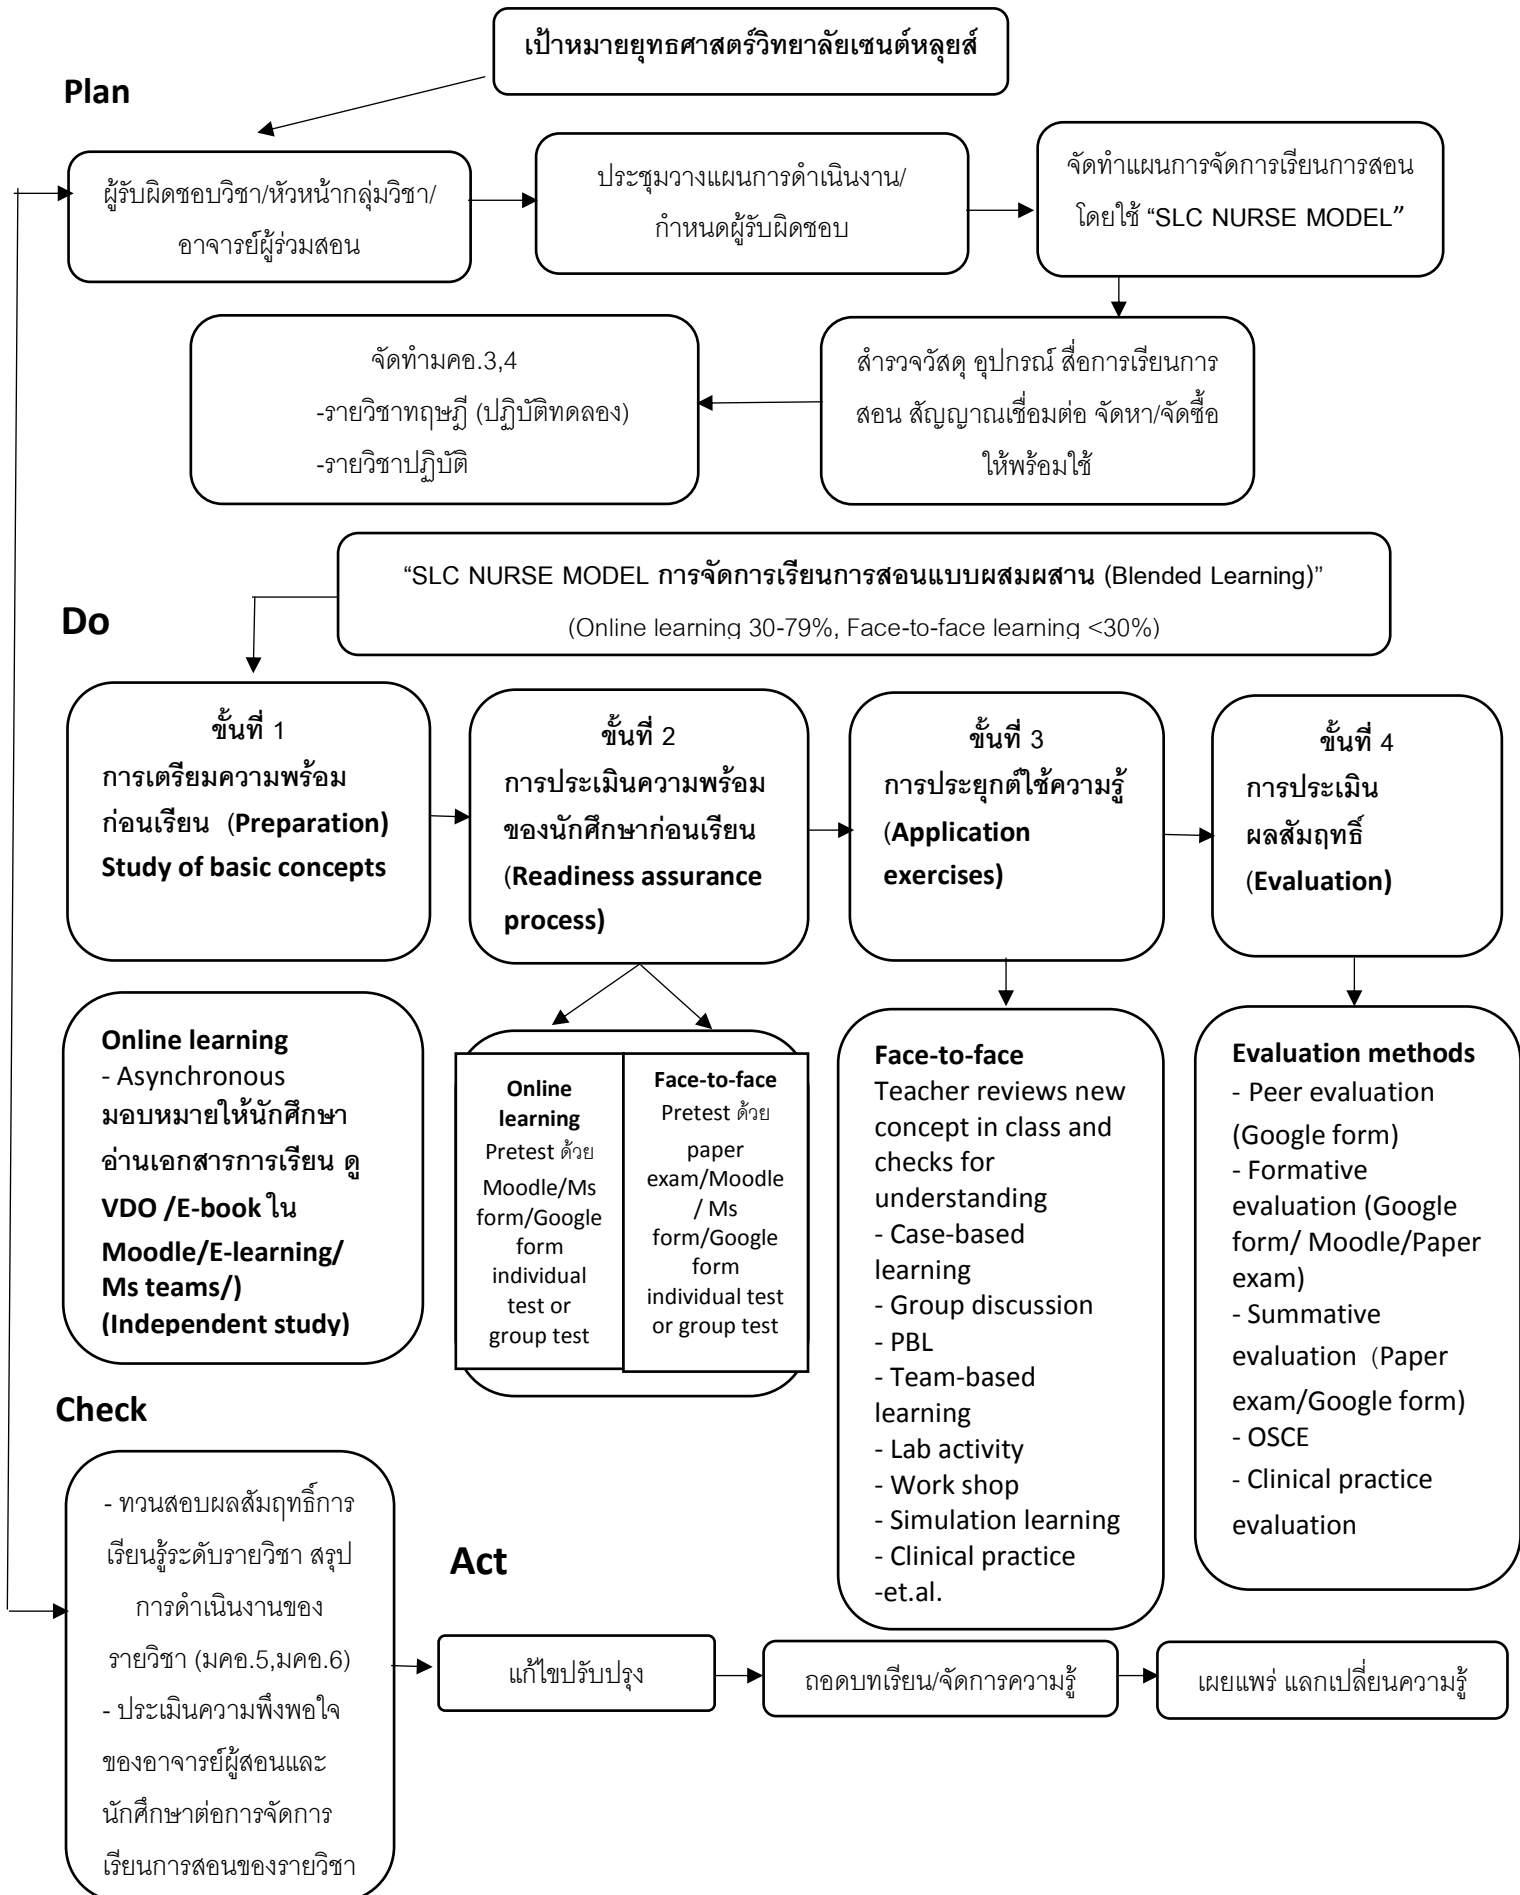 เป้าหมายยุทธศาสตร์วิทยาลัยเซนต์หลุยส์
Plan
ผู้รับผิดชอบวิชา/หัวหน้ากลุ่มวิชา/
อาจารย์ผู้ร่วมสอน
ประชุมวางแผนการดำเนินงาน/
กำหนดผู้รับผิดชอบ
จัดทำแผนการจัดการเรียนการสอน
โดยใช้ “SLC NURSE MODEL”
จัดทำมคอ.3,4
-รายวิชาทฤษฎี (ปฏิบัติทดลอง)
-รายวิชาปฏิบัติ
สำรวจวัสดุ อุปกรณ์ สื่อการเรียนการ
สอน สัญญาณเชื่อมต่อ จัดหา/จัดซื้อ
ให้พร้อมใช้
“SLC NURSE MODEL การจัดการเรียนการสอนแบบผสมผสาน (Blended Learning)”
(Online learning 30-79%, Face-to-face learning <30%)
Do
ขั้นที่ 1
การเตรียมความพร้อม
ก่อนเรียน (Preparation)
Study of basic concepts
ขั้นที่ 2
การประเมินความพร้อม
ของนักศึกษาก่อนเรียน
(Readiness assurance
process)
ขั้นที่ 3
การประยุกต์ใช้ความรู้
(Application
exercises)
ขั้นที่ 4
การประเมิน
ผลสัมฤทธิ์
(Evaluation)
Online learning
- Asynchronous
มอบหมายให้นักศึกษา
อ่านเอกสารการเรียน ดู
VDO /E-book ใน
Moodle/E-learning/
Ms teams/)
(Independent study)
Online
learning
Pretest ด้วย
Moodle/Ms
form/Google
form
individual
test or
group test
Face-to-face
Pretest ด้วย
paper
exam/Moodle
/ Ms
form/Google
form
individual test
or group test
Face-to-face
Teacher reviews new
concept in class and
checks for
understanding
- Case-based
learning
- Group discussion
- PBL
- Team-based
learning
- Lab activity
- Work shop
- Simulation learning
- Clinical practice
-et.al.
Evaluation methods
- Peer evaluation
(Google form)
- Formative
evaluation (Google
form/ Moodle/Paper
exam)
- Summative
evaluation (Paper
exam/Google form)
- OSCE
- Clinical practice
evaluation
Check
- ทวนสอบผลสัมฤทธิ์การ
เรียนรู้ระดับรายวิชา สรุป
การดำเนินงานของ
รายวิชา (มคอ.5,มคอ.6)
- ประเมินความพึงพอใจ
ของอาจารย์ผู้สอนและ
นักศึกษาต่อการจัดการ
เรียนการสอนของรายวิชา
Act
แก้ไขปรับปรุง
ถอดบทเรียน/จัดการความรู้
เผยแพร่ แลกเปลี่ยนความรู้